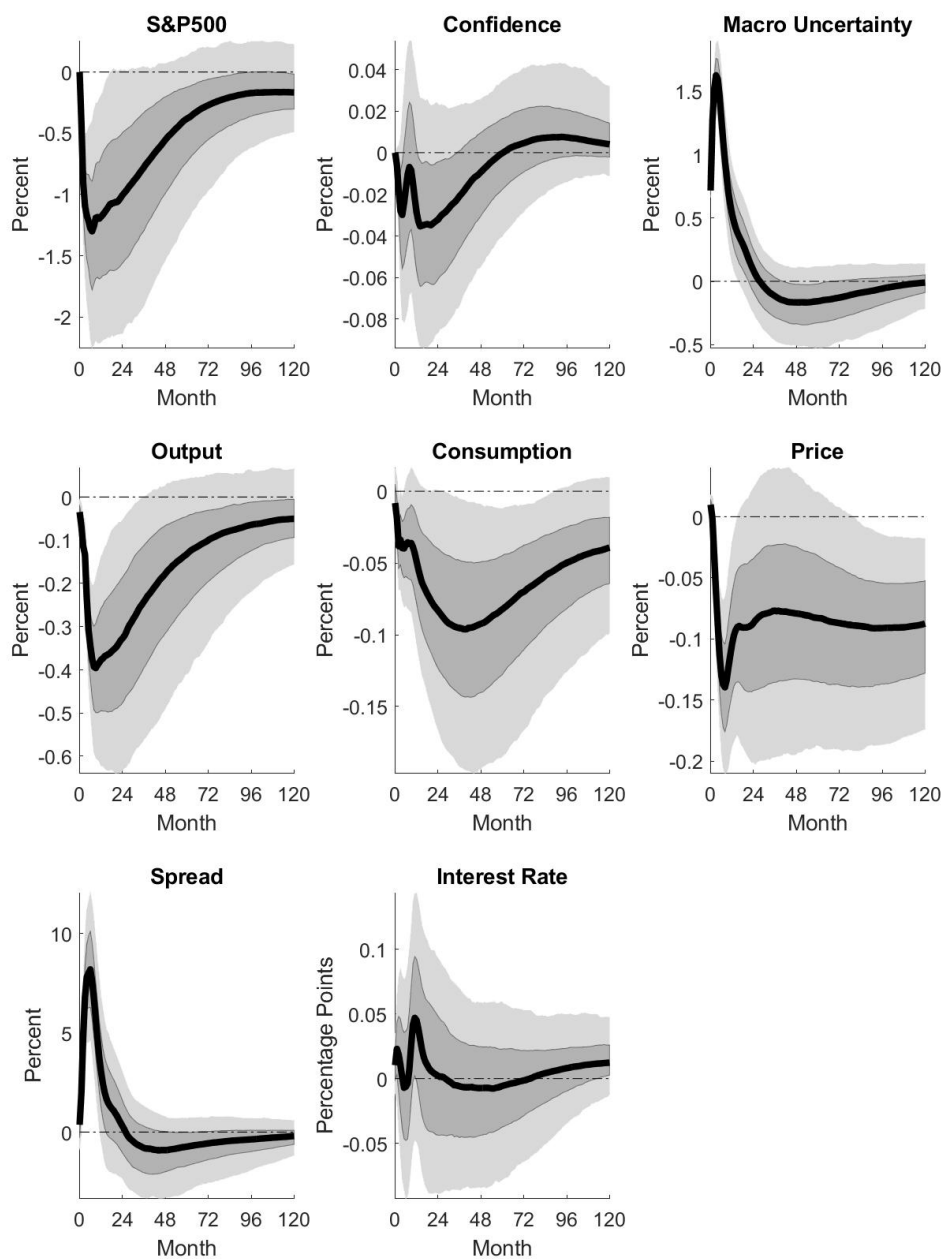 S&P500
Percent
0
-0.5
-1
-1.5
-2
0 24 48 72 96 120
Month
Confidence
Percent
0.04
0.02
0
-0.02
-0.04
-0.06
-0.08
0 24 48 72 96 120
Month
Macro Uncertainty
Percent
1.5
1
0.5
0
-0.5
0 24 48 72 96 120
Month
Output
Percent
0
-0.1
-0.2
-0.3
-0.4
-0.5
-0.6
0 24 48 72 96 120
Month
Consumption
Percent
0
-0.05
-0.1
-0.15
0 24 48 72 96 120
Month
Price
Percent
0
-0.05
-0.1
-0.15
-0.2
0 24 48 72 96 120
Month
Spread
Percent
10
5
0
0 24 48 72 96 120
Month
Interest Rate
Percentage Points
0.1
0.05
0
-0.05
0 24 48 72 96 120
Month